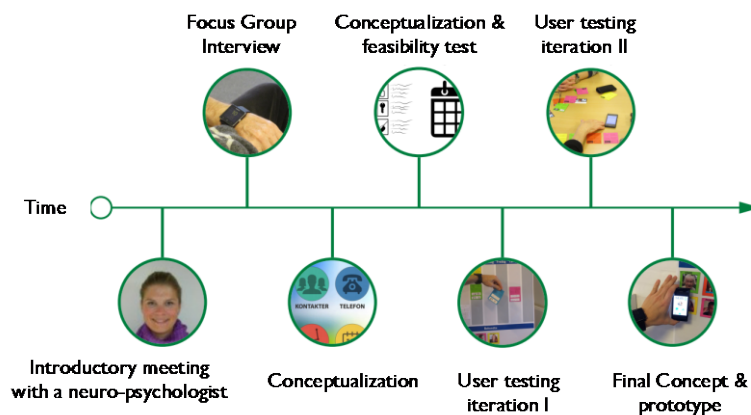 Focus Group
Interview
Conceptualization &
feasibility test
User testing
iteration II
Time
KONTAKTER
TELEFON
Introductory meeting
with a neuro-psychologist
Conceptualization
User testing
iteration I
Final Concept &
prototype